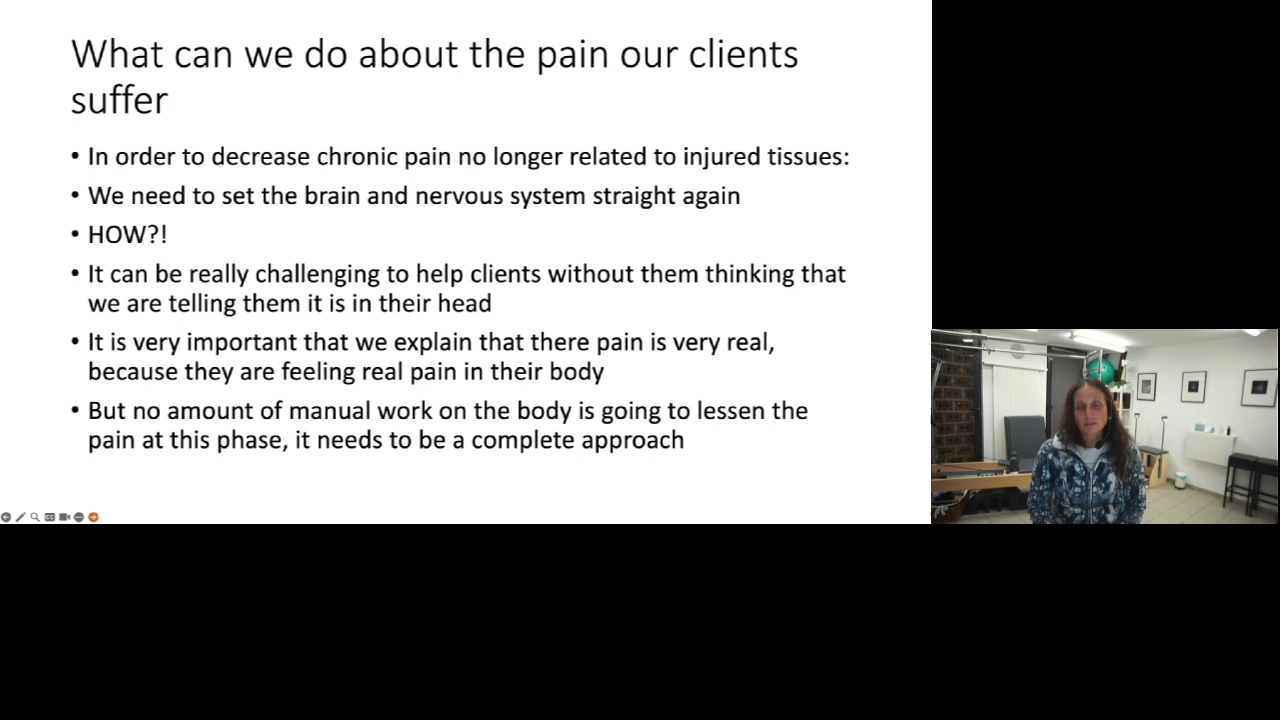 What can we do about the pain our clients
suffer
• In order to decrease chronic pain no longer related to injured tissues:
• We need to set the brain and nervous system straight again
• HOW?!
• It can be really challenging to help clients without them thinking that
we are telling them it is in their head
• It is very important that we explain that there pain is very real,
because they are feeling real pain in their body
• But no amount of manual work on the body is going to lessen the
pain at this phase, it needs to be a complete approach